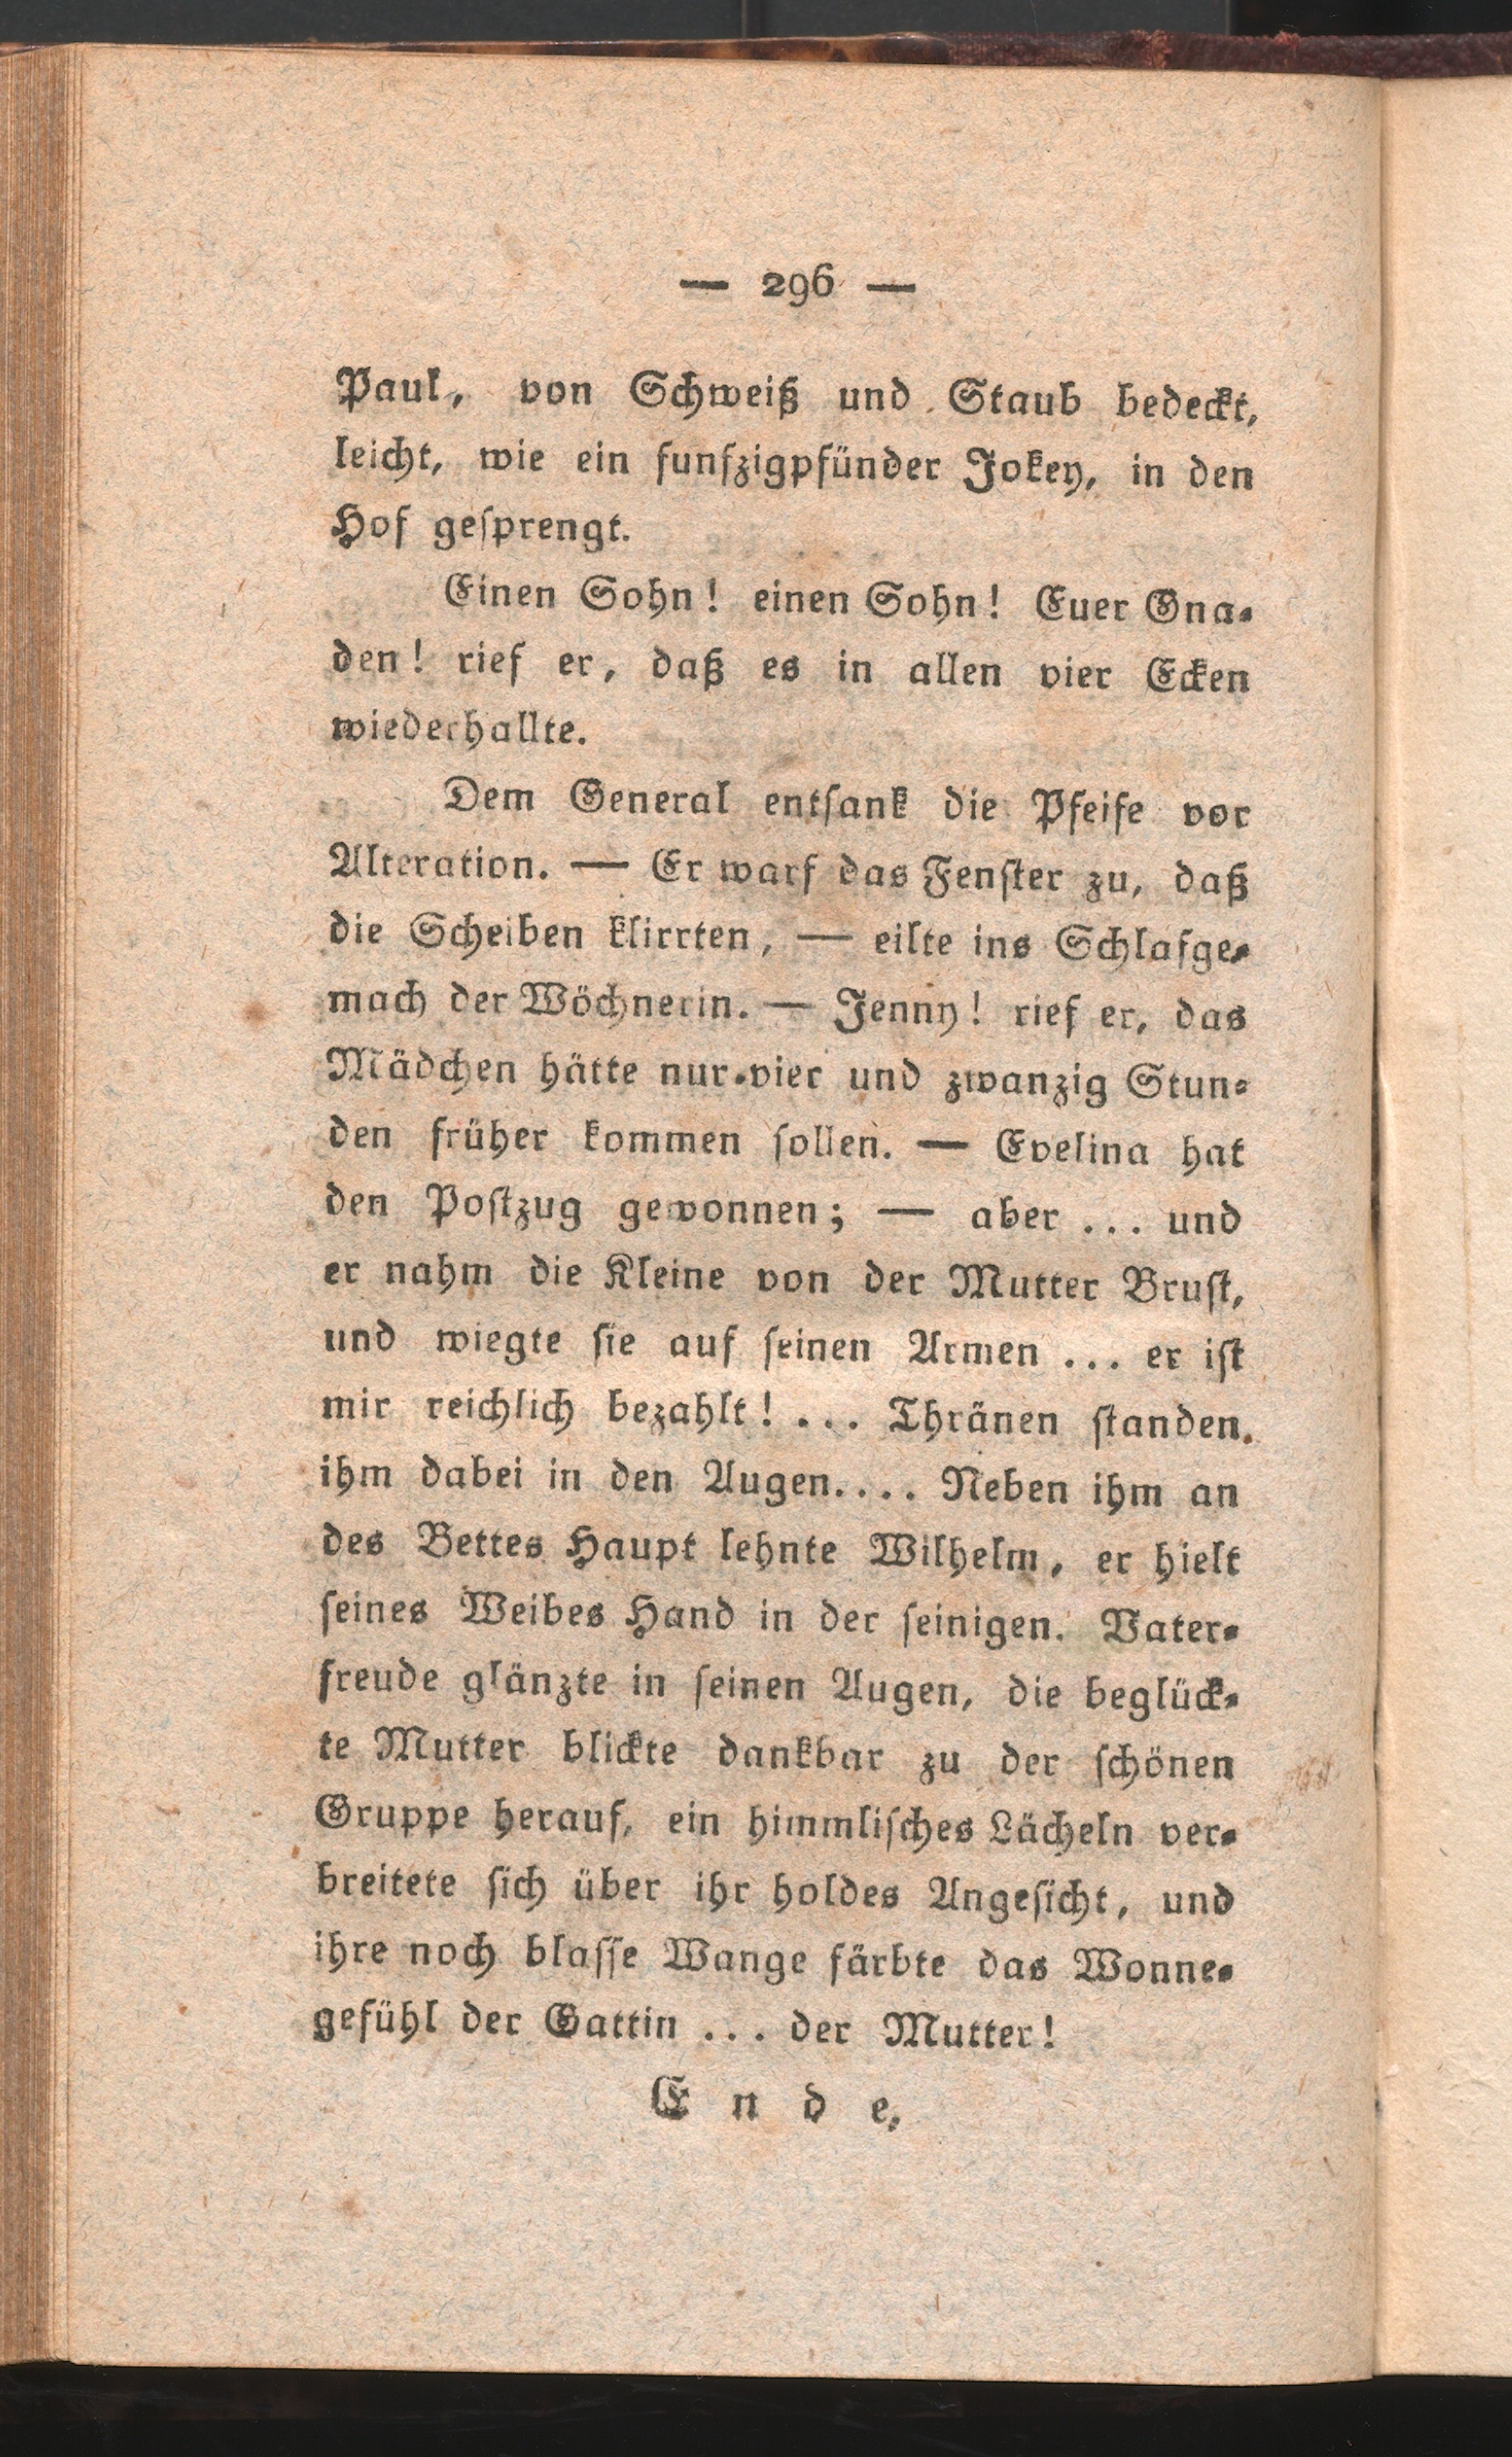 — 296 —
Paul, von Schweiß und Staub bedeckt,
leicht, wie ein funfzigpfünder Jokey, in den
Hof gesprengt.
Einen Sohn! einen Sohn! Euer Gna-
den! rief er, daß es in allen vier Ecken
wiederhallte.
Dem General entsank die Pfeife vor
Alteration. — Er warf das Fenster zu, daß
die Scheiben klirrten, — eilte ins Schlafge-
mach der Wöchnerin. — Jenny! rief er, das
Mädchen hätte nur vier und zwanzig Stun-
den früher kommen sollen. — Evelina hat
den Postzug gewonnen; — aber ... und
er nahm die Kleine von der Mutter Brust,
und wiegte sie auf seinen Armen ... er ist
mir reichlich bezahlt! ... Thränen standen
ihm dabei in den Augen.... Neben ihm an
des Bettes Haupt lehnte Wilhelm, er hielt
seines Weibes Hand in der seinigen. Vater-
freude glänzte in seinen Augen, die beglück-
te Mutter blickte dankbar zu der schönen
Gruppe herauf, ein himmlisches Lächeln ver-
breitete sich über ihr holdes Angesicht, und
ihre noch blasse Wange färbte das Wonne-
gefühl der Gattin ... der Mutter!
Ende.